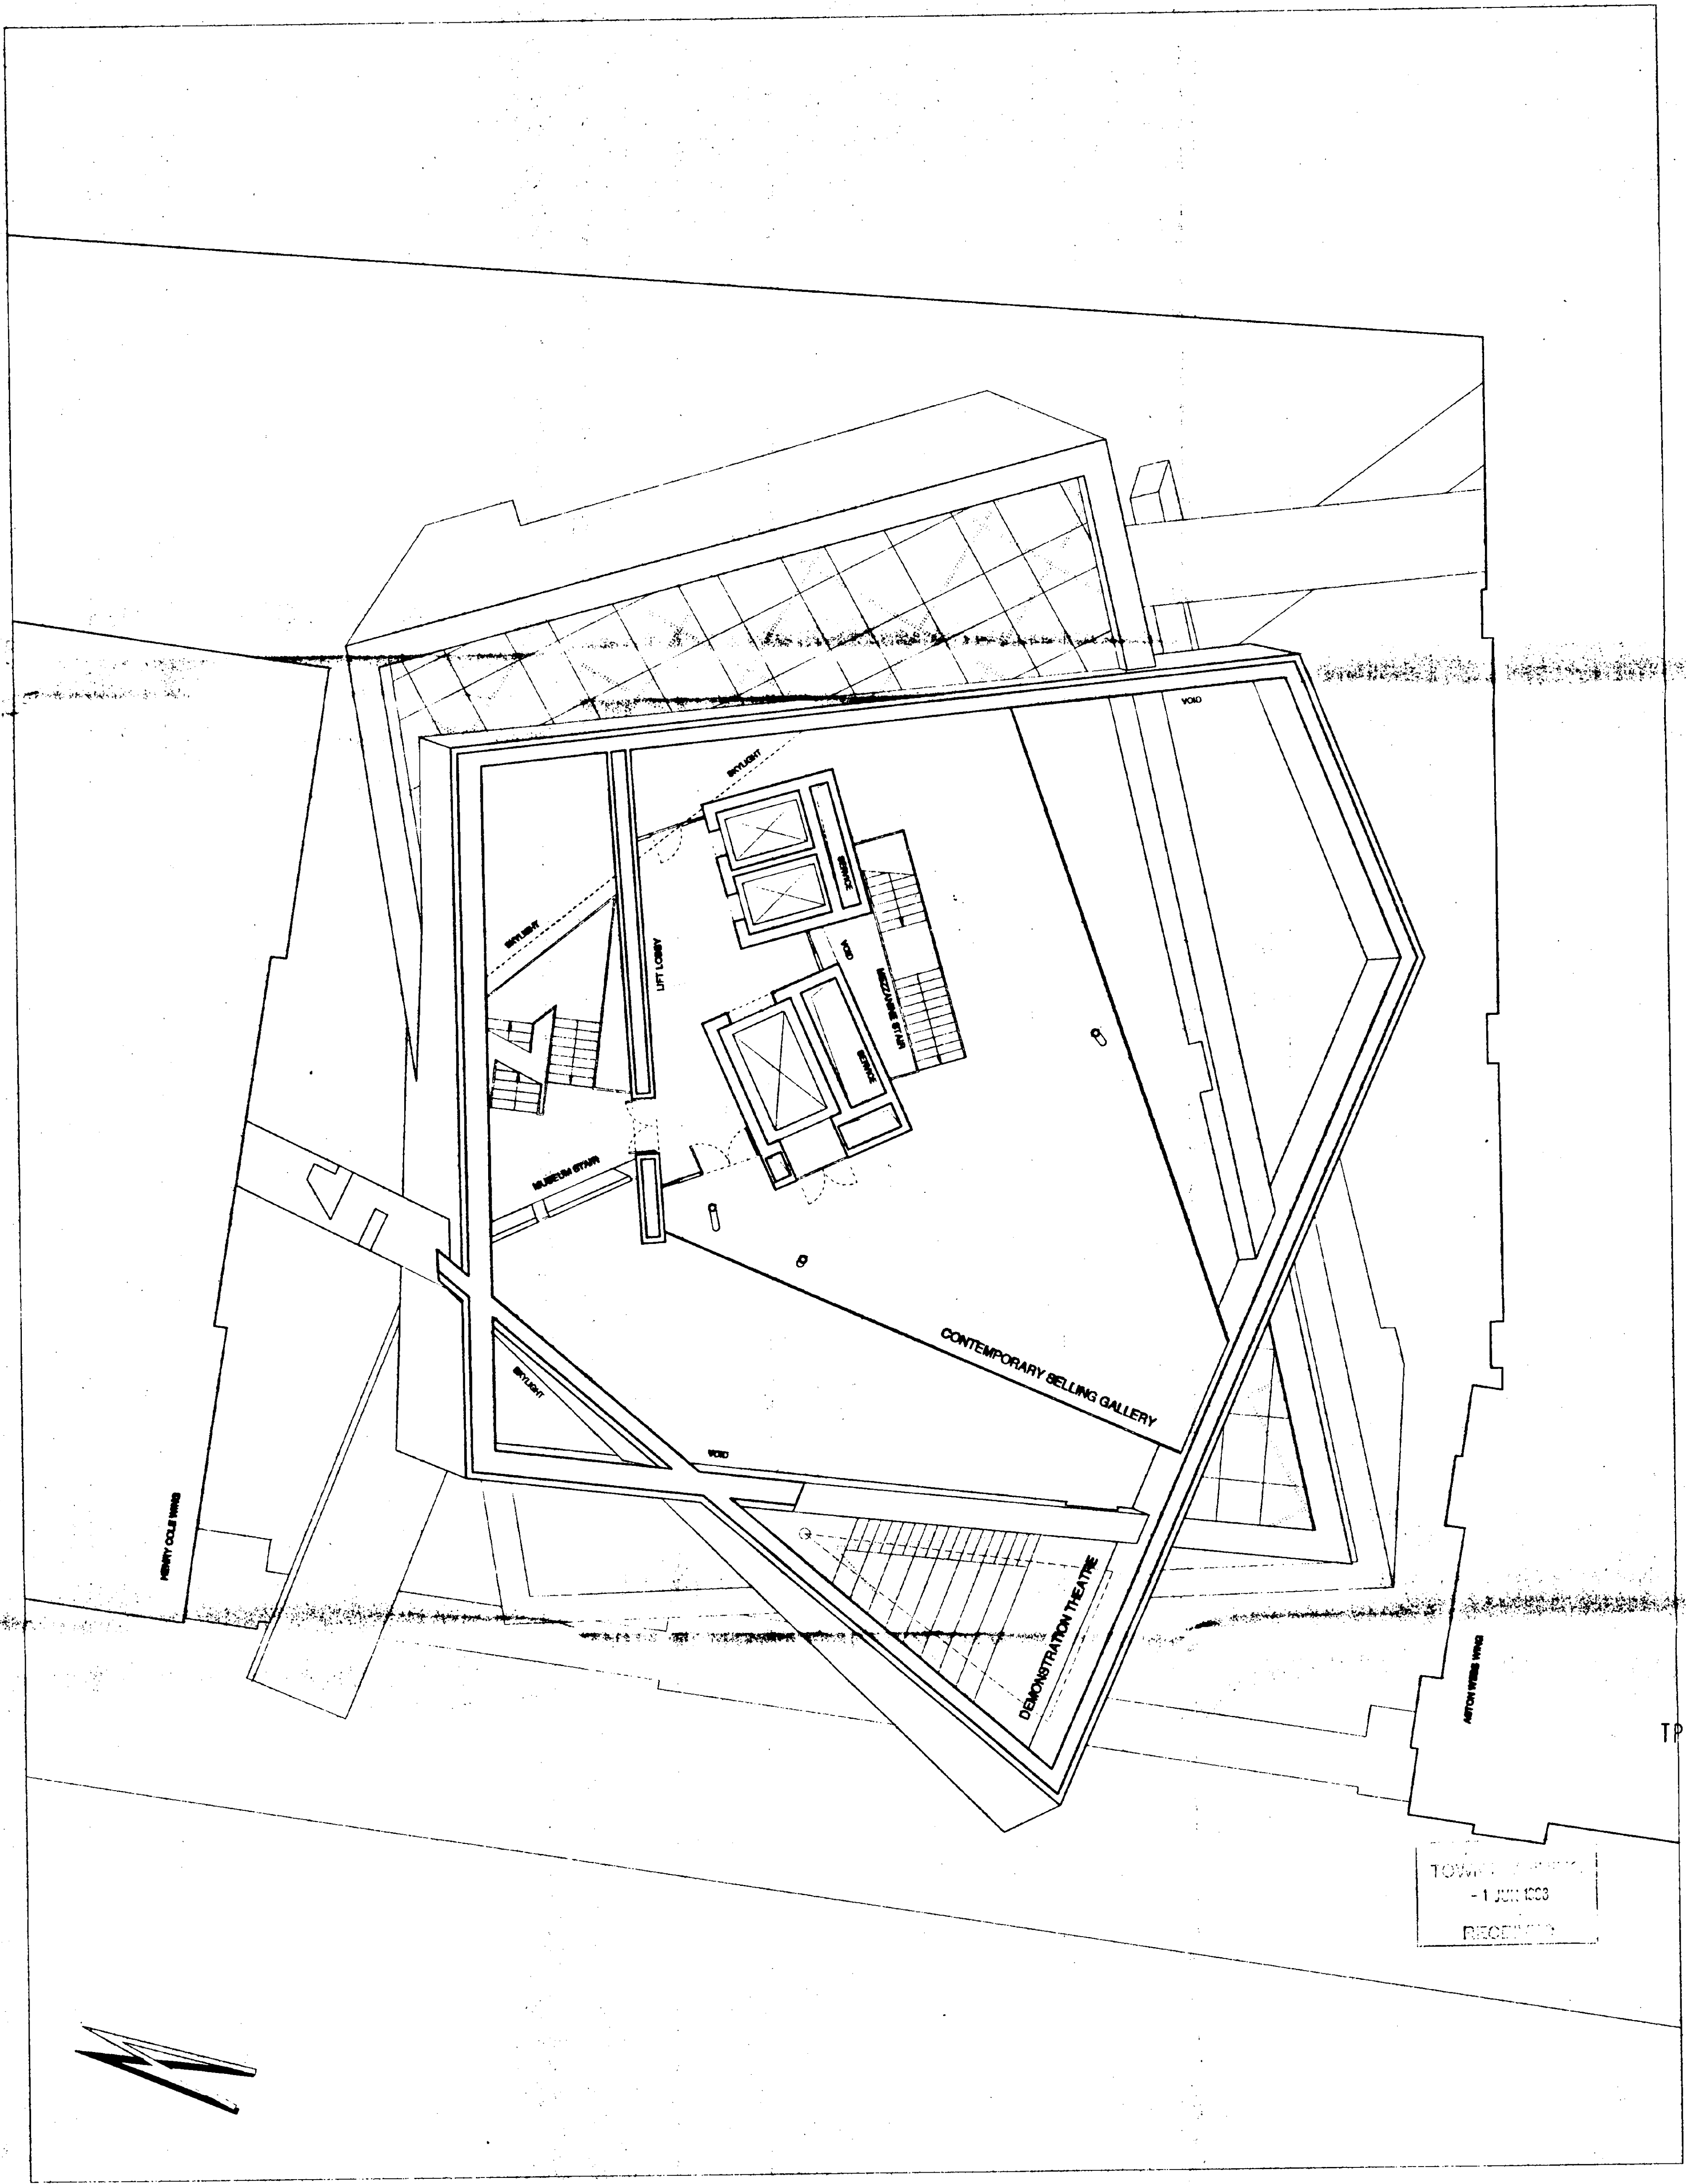 VOID
SKYLIGHT
SERVICE
SKYLIGHT
LIFT LOBBY
VOID
MEZZANINE STAIR
SERVICE
MUSEUM STAIR
CONTEMPORARY SELLING GALLERY
SKYLIGHT
VOID
HENRY COLE WING
DEMONSTRATION THEATRE
ASTON WEBB WING
TP
- 1 JUN